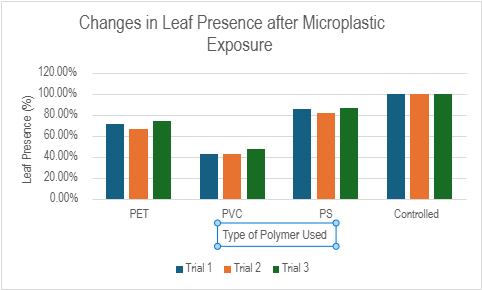 Changes in Leaf Presence after Microplastic
Exposure
Leaf Presence (%)
120.00%
100.00%
80.00%
60.00%
40.00%
20.00%
0.00%
PET PVC PS Controlled
Type of Polymer Used
Trial 1 Trial 2 Trial 3